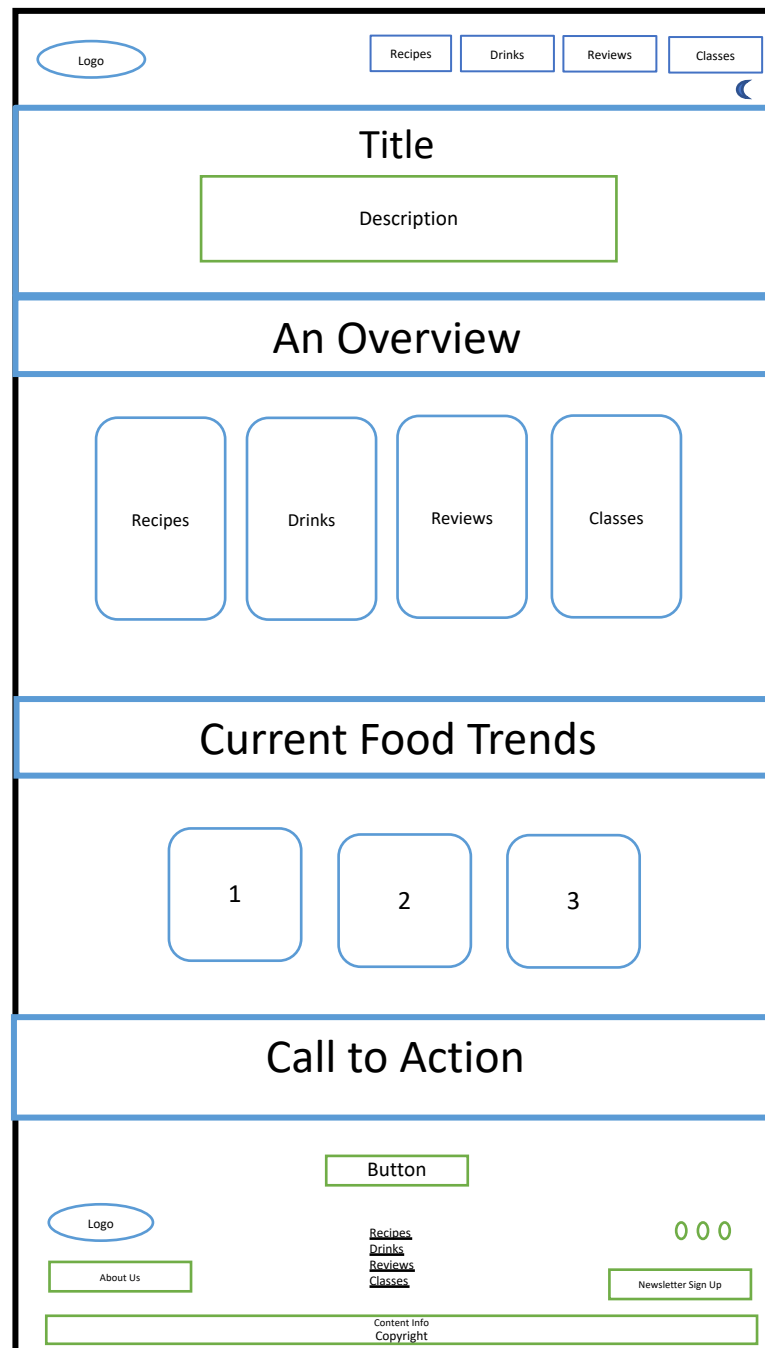 Logo
Recipes Drinks Reviews Classes
Title
Description
An Overview
Recipes Drinks Reviews Classes
Current Food Trends
1 2 3
Call to Action
Button
Logo
Recipes
Drinks
Reviews
Classes
About Us
Newsletter Sign Up
Content Info
Copyright